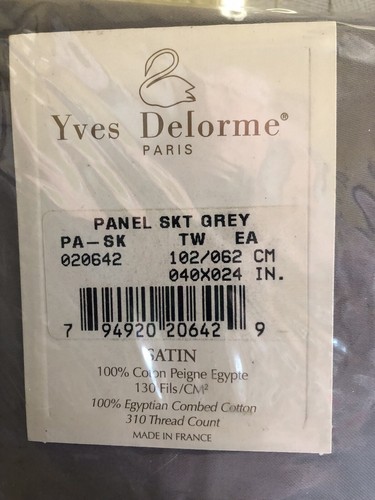 Yves Delorme®
PARIS
PANEL SKT GREY
PA-SK TW EA
020642 102/062 CM
040X024 IN.
7 94920 20642 9
SATIN
100% Coton Peigne Egypte
130 Fils/CM²
100% Egyptian Combed Cotton
310 Thread Count
MADE IN FRANCE